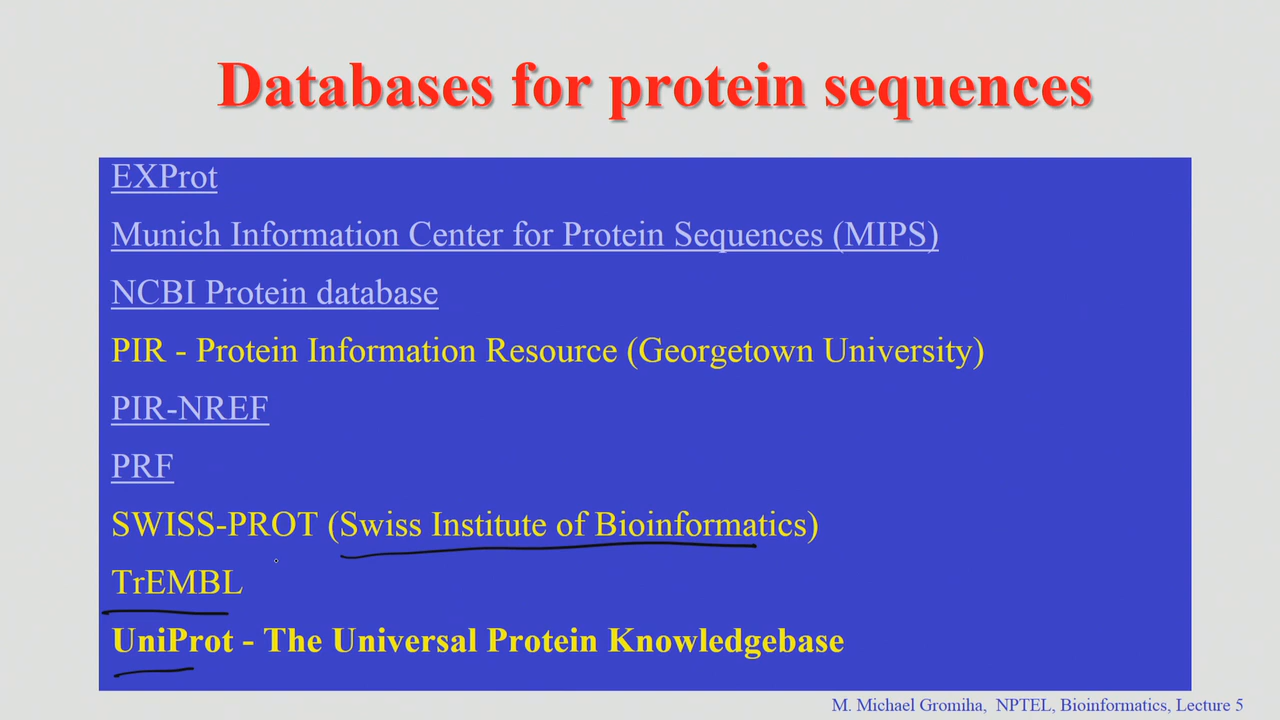 Databases for protein sequences
EXProt
Munich Information Center for Protein Sequences (MIPS)
NCBI Protein database
PIR - Protein Information Resource (Georgetown University)
PIR-NREF
PRF
SWISS-PROT (Swiss Institute of Bioinformatics)
TrEMBL
UniProt - The Universal Protein Knowledgebase
M. Michael Gromiha, NPTEL, Bioinformatics, Lecture 5